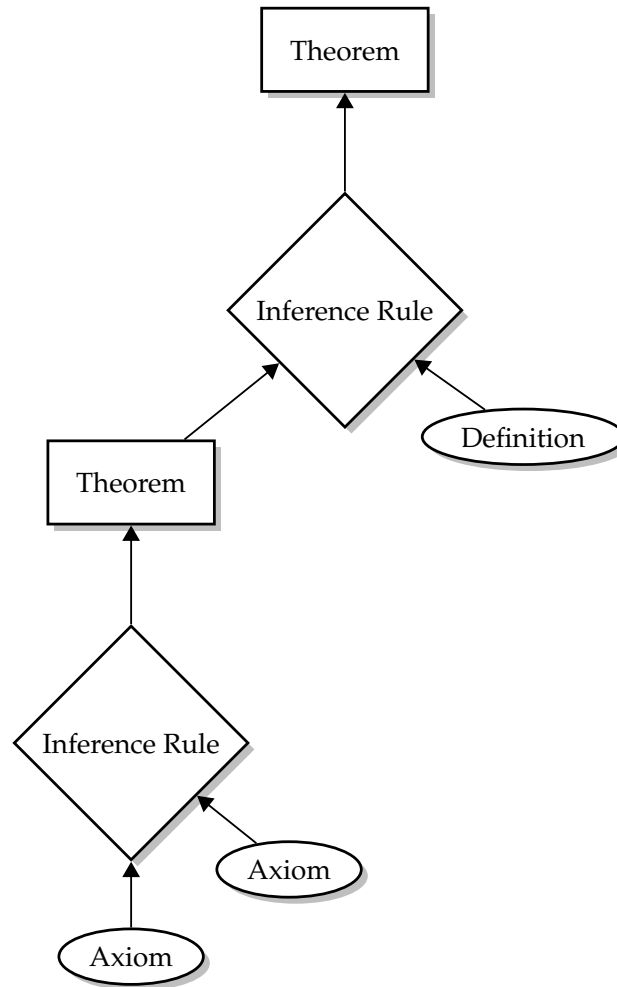 Theorem
Inference Rule
Definition
Theorem
Inference Rule
Axiom
Axiom